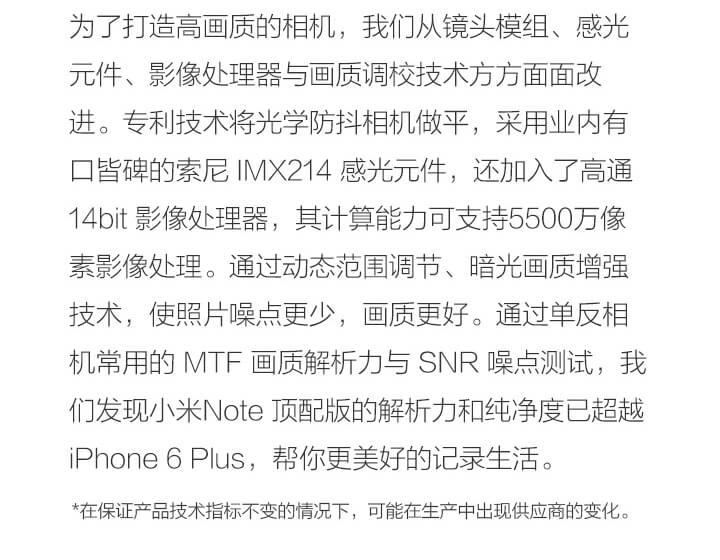 为了打造高画质的相机，我们从镜头模组、感光
元件、影像处理器与画质调校技术方方面面改
进。专利技术将光学防抖相机做平，采用业内有
口皆碑的索尼 IMX214 感光元件，还加入了高通
14bit 影像处理器，其计算能力可支持5500万像
素影像处理。通过动态范围调节、暗光画质增强
技术，使照片噪点更少，画质更好。通过单反相
机常用的 MTF 画质解析力与 SNR 噪点测试，我
们发现小米Note 顶配版的解析力和纯净度已超越
iPhone 6 Plus，帮你更美好的记录生活。
*在保证产品技术指标不变的情况下，可能在生产中出现供应商的变化。